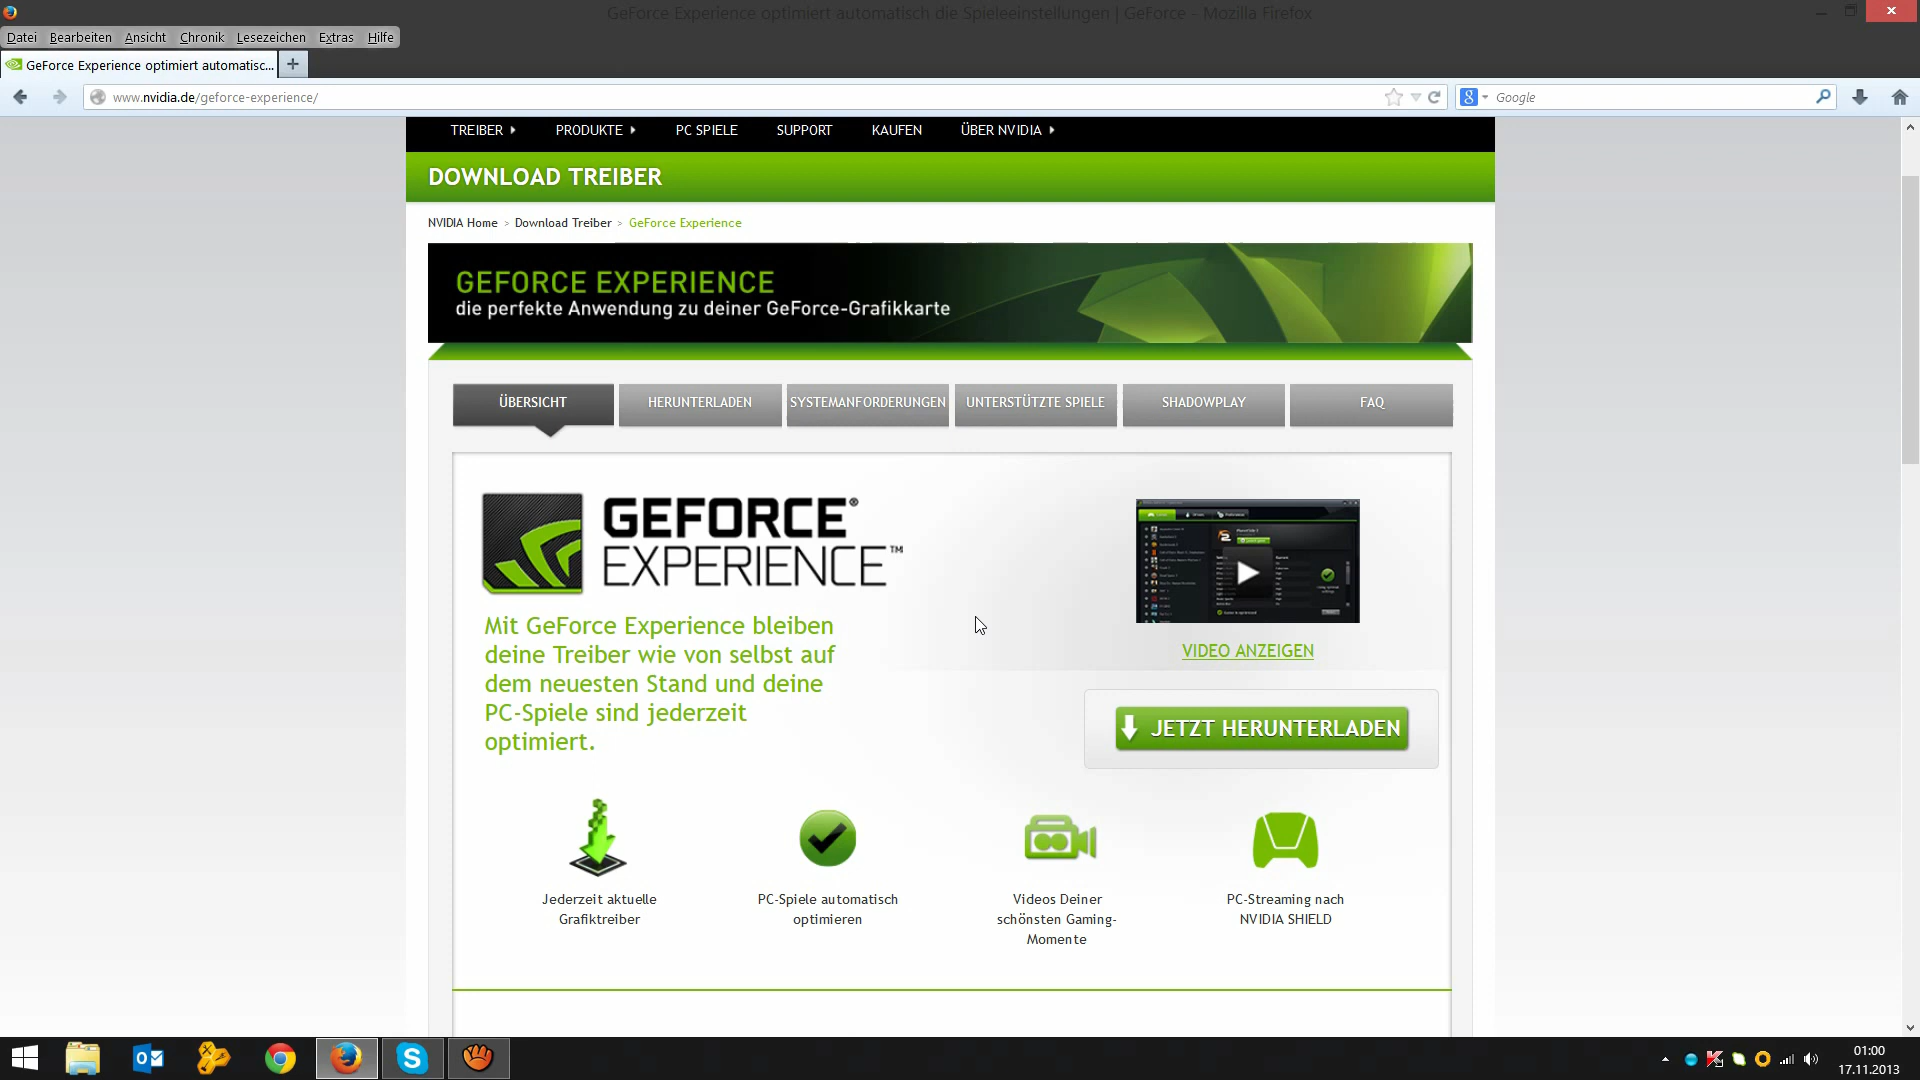 GeForce Experience optimiert automatisch die Spieleeinstellungen | GeForce - Mozilla Firefox
Datei Bearbeiten Ansicht Chronik Lesezeichen Extras Hilfe
GeForce Experience optimiert automatisc...
www.nvidia.de/geforce-experience/
Google
TREIBER PRODUKTE PC SPIELE SUPPORT KAUFEN ÜBER NVIDIA
DOWNLOAD TREIBER
NVIDIA Home > Download Treiber > GeForce Experience
GEFORCE EXPERIENCE
die perfekte Anwendung zu deiner GeForce-Grafikkarte
ÜBERSICHT HERUNTERLADEN SYSTEMANFORDERUNGEN UNTERSTÜTZTE SPIELE SHADOWPLAY FAQ
GEFORCE®
EXPERIENCE™
Mit GeForce Experience bleiben
deine Treiber wie von selbst auf
dem neuesten Stand und deine
PC-Spiele sind jederzeit
optimiert.
VIDEO ANZEIGEN
JETZT HERUNTERLADEN
Jederzeit aktuelle
Grafiktreiber
PC-Spiele automatisch
optimieren
Videos Deiner
schönsten Gaming-
Momente
PC-Streaming nach
NVIDIA SHIELD
01:00
17.11.2013